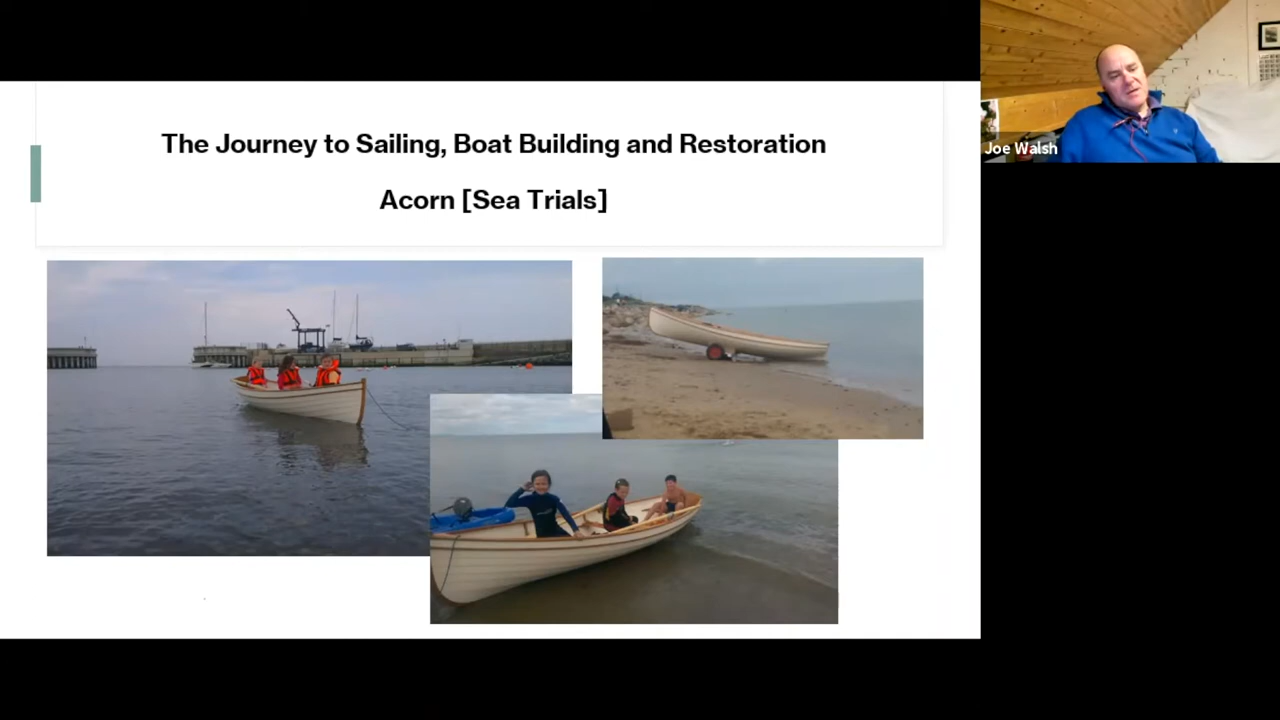 The Journey to Sailing, Boat Building and Restoration
Acorn [Sea Trials]
Joe Walsh